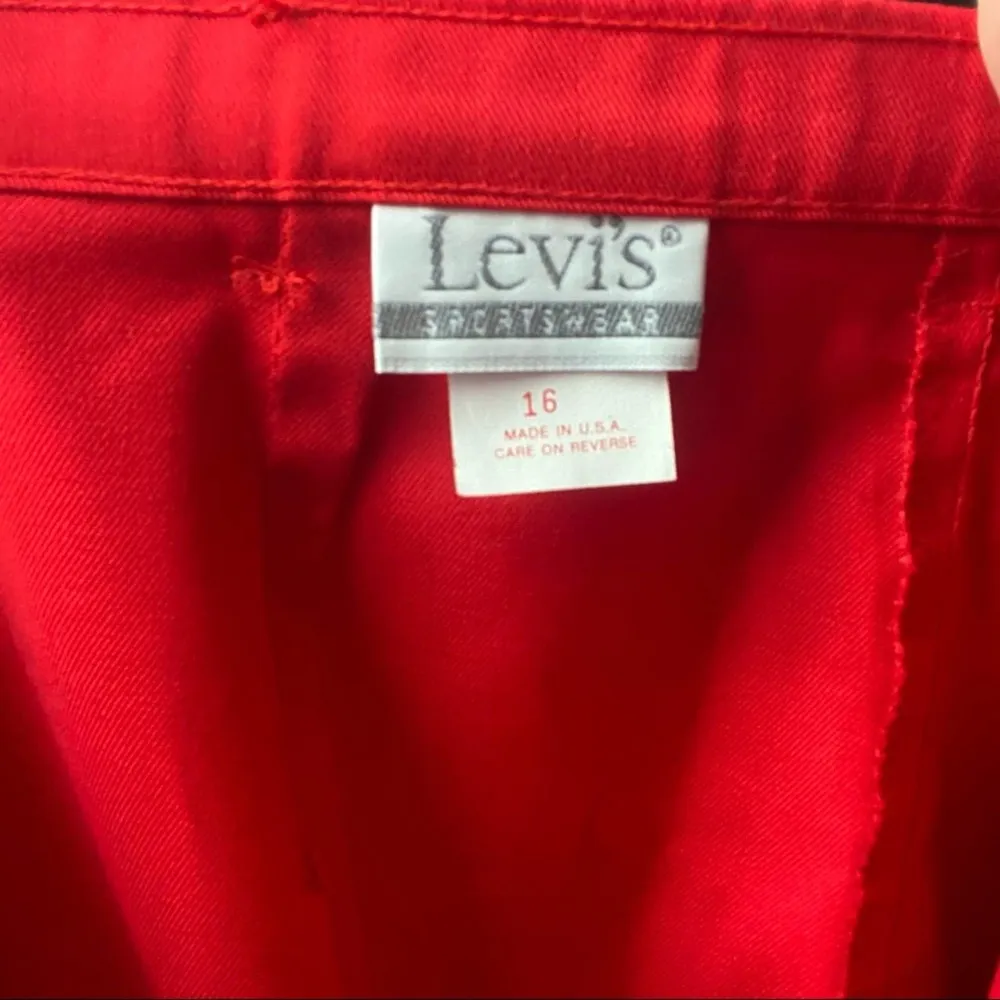 Levi's®
SPORTSWEAR
16
MADE IN U.S.A.
CARE ON REVERSE